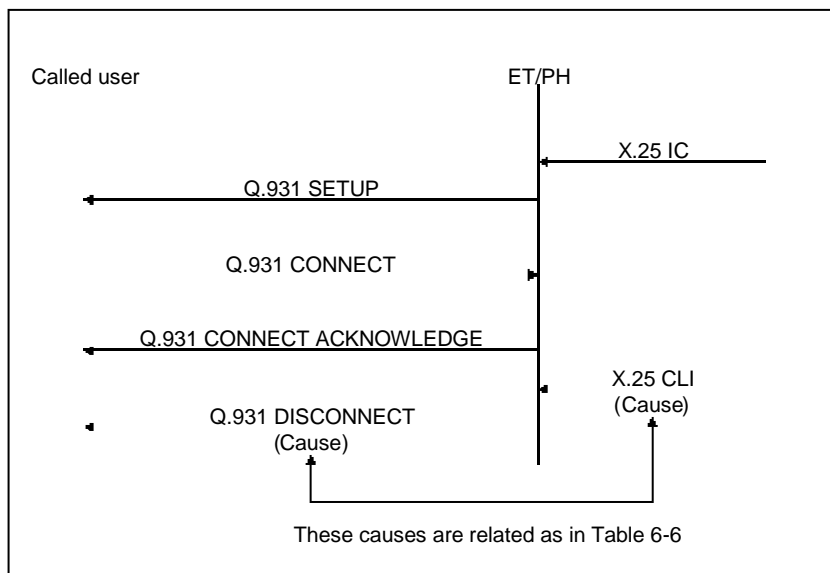 Called user
ET/PH
X.25 IC
Q.931 SETUP
Q.931 CONNECT
Q.931 CONNECT ACKNOWLEDGE
X.25 CLI
(Cause)
Q.931 DISCONNECT
(Cause)
These causes are related as in Table 6-6